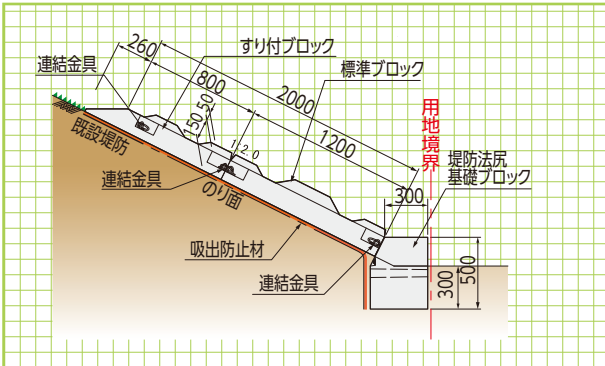 260
すり付ブロック
連結金具
800
2000
標準ブロック
用地境界
150
50
1200
既設堤防
1:2.0
堤防法尻
基礎ブロック
連結金具
のり面
300
吸出防止材
連結金具
300
500